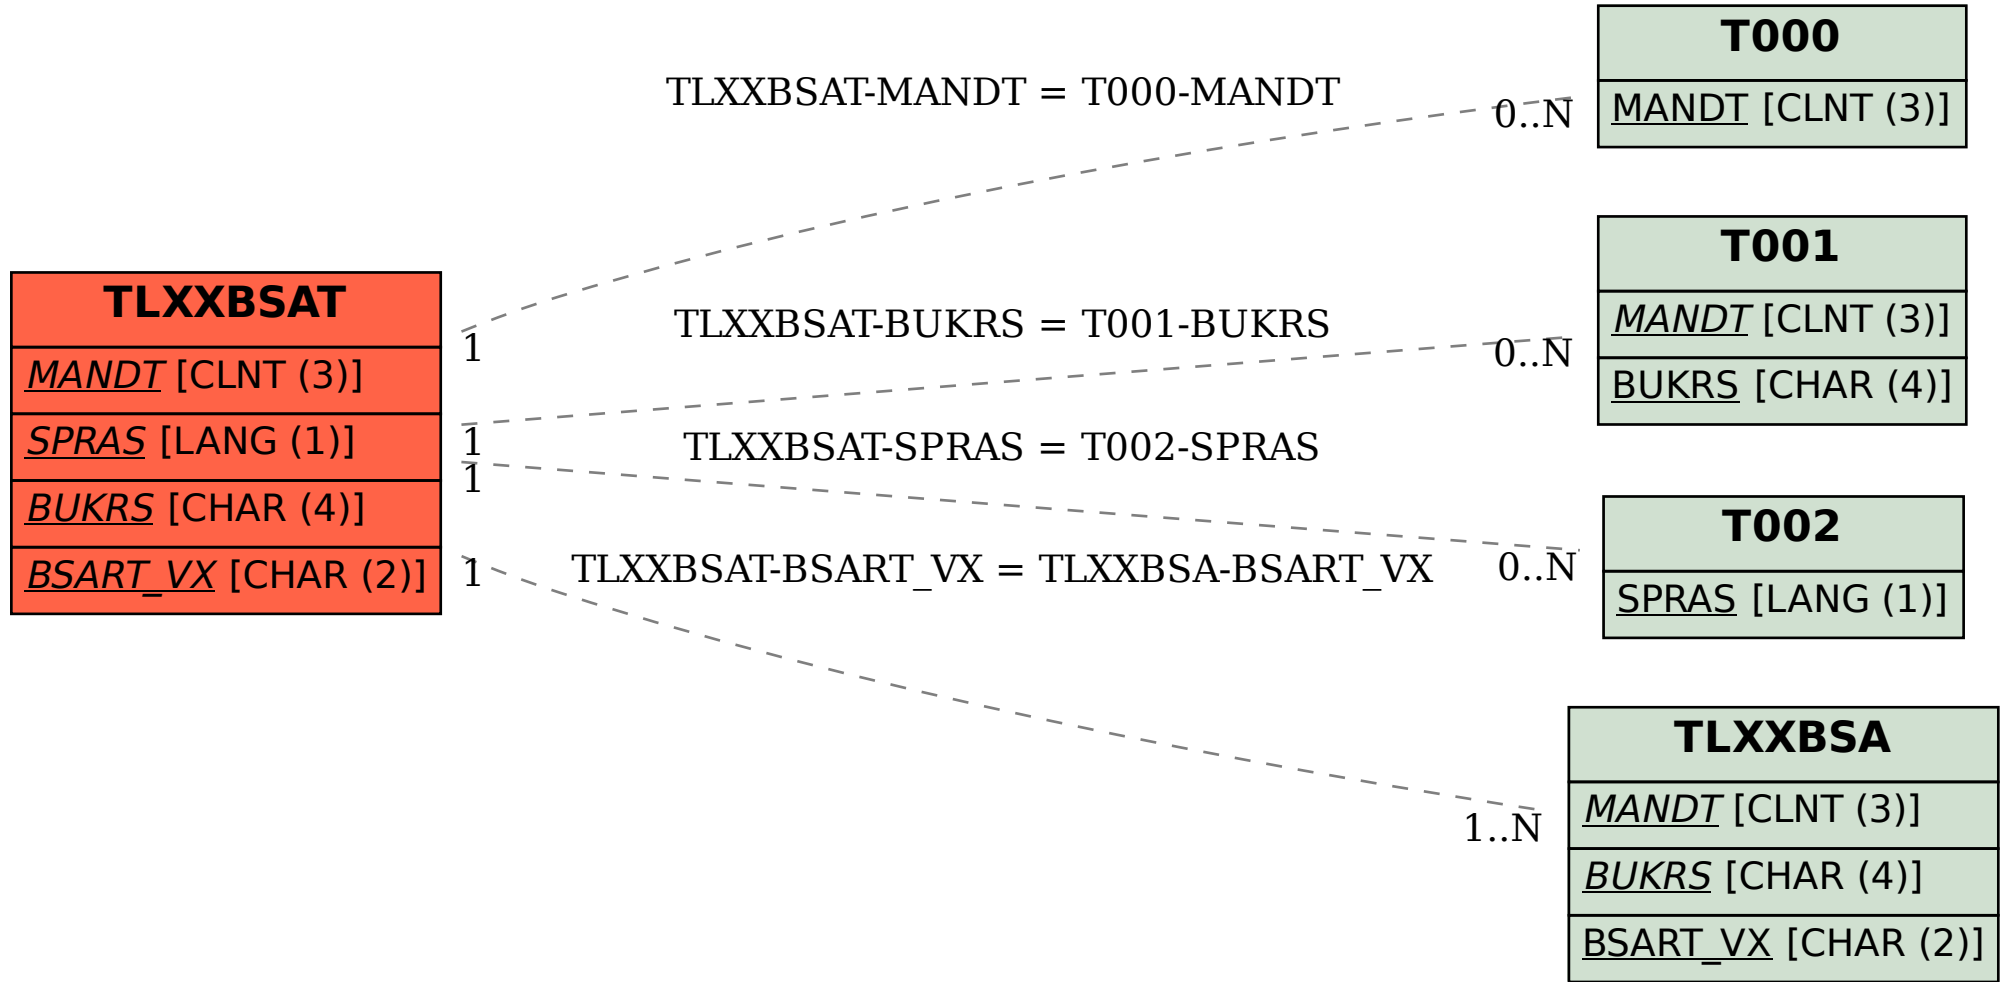 T000
MANDT [CLNT (3)]
TLXXBSAT-MANDT = T000-MANDT
0..N
1
T001
MANDT [CLNT (3)]
BUKRS [CHAR (4)]
TLXXBSAT-BUKRS = T001-BUKRS
0..N
1
TLXXBSAT
MANDT [CLNT (3)]
SPRAS [LANG (1)]
BUKRS [CHAR (4)]
BSART_VX [CHAR (2)]
TLXXBSAT-SPRAS = T002-SPRAS
1
0..N
T002
SPRAS [LANG (1)]
1
TLXXBSAT-BSART_VX = TLXXBSA-BSART_VX
1..N
TLXXBSA
MANDT [CLNT (3)]
BUKRS [CHAR (4)]
BSART_VX [CHAR (2)]